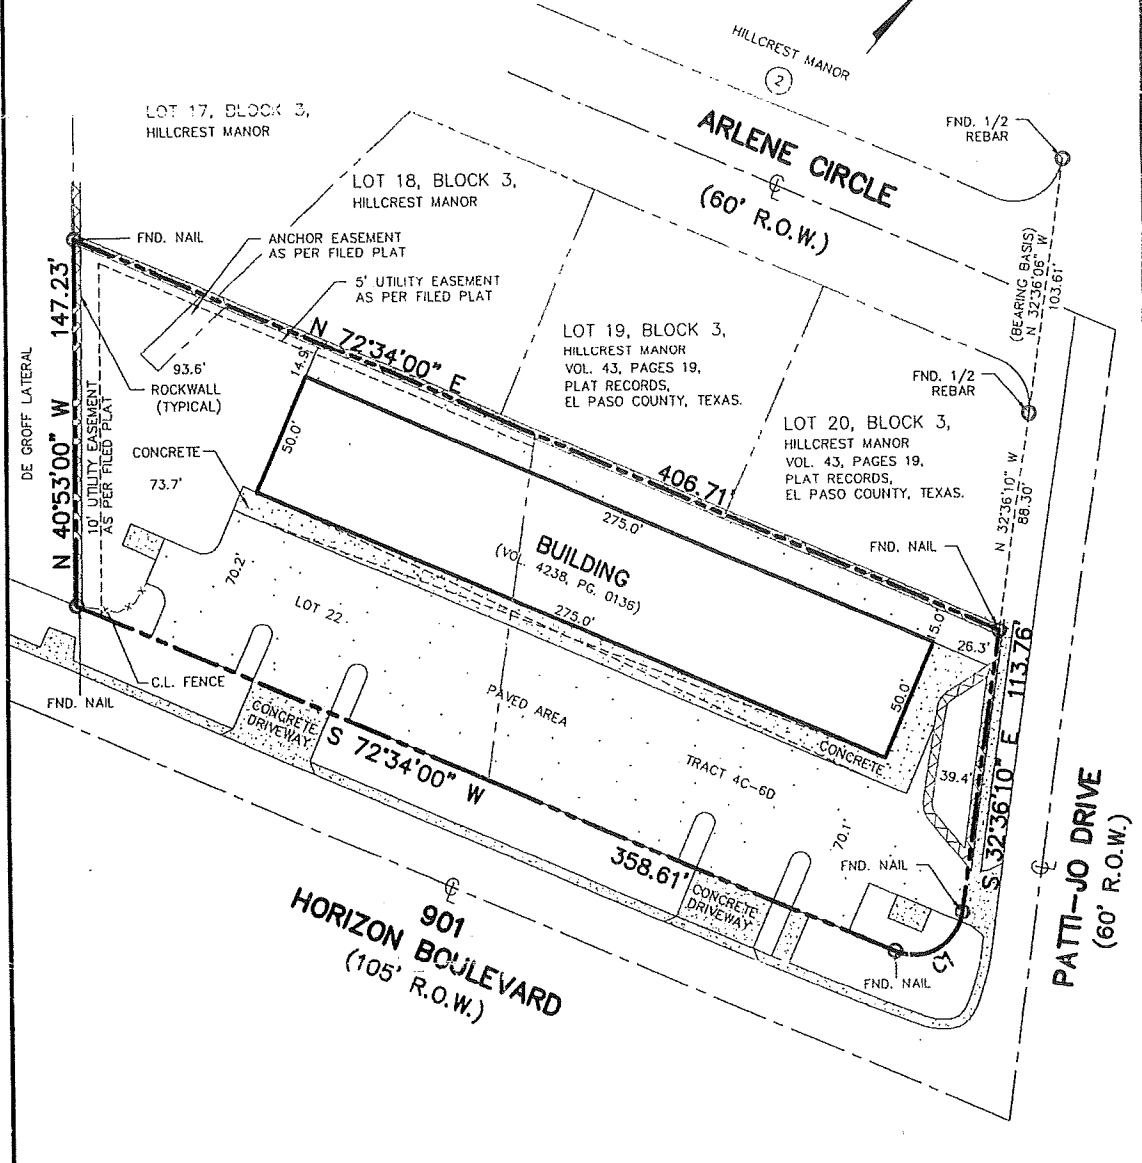 HILLCREST MANOR
2
LOT 17, BLOCK 3,
HILLCREST MANOR
FND. 1/2
REBAR
ARLENE CIRCLE
(60' R.O.W.)
LOT 18, BLOCK 3,
HILLCREST MANOR
FND. NAIL
ANCHOR EASEMENT
AS PER FILED PLAT
5' UTILITY EASEMENT
AS PER FILED PLAT
(BEARING BASIS)
N 32°36'06" W
103.61'
N 40°53'00" W 147.23'
DE GROFF LATERAL
N 72°34'00" E
406.71'
14.9'
LOT 19, BLOCK 3,
HILLCREST MANOR
VOL. 43, PAGES 19,
PLAT RECORDS,
EL PASO COUNTY, TEXAS.
93.6'
ROCKWALL
(TYPICAL)
FND. 1/2
REBAR
10' UTILITY EASEMENT
AS PER FILED PLAT
LOT 20, BLOCK 3,
HILLCREST MANOR
VOL. 43, PAGES 19,
PLAT RECORDS,
EL PASO COUNTY, TEXAS.
CONCRETE
73.7'
50.0'
N 32°36'10" W
88.30'
275.0'
BUILDING
(VOL. 4238, PG. 0136)
275.0'
FND. NAIL
70.2'
LOT 22
5.0'
26.3'
S 32°36'10" E 113.76'
C.L. FENCE
FND. NAIL
PAVED AREA
50.0'
CONCRETE
DRIVEWAY
CONCRETE
S 72°34'00" W
358.61'
TRACT 4C-6D
39.4'
70.1'
PATTI-JO DRIVE
(60' R.O.W.)
FND. NAIL
CONCRETE
DRIVEWAY
901
HORIZON BOULEVARD
(105' R.O.W.)
FND. NAIL